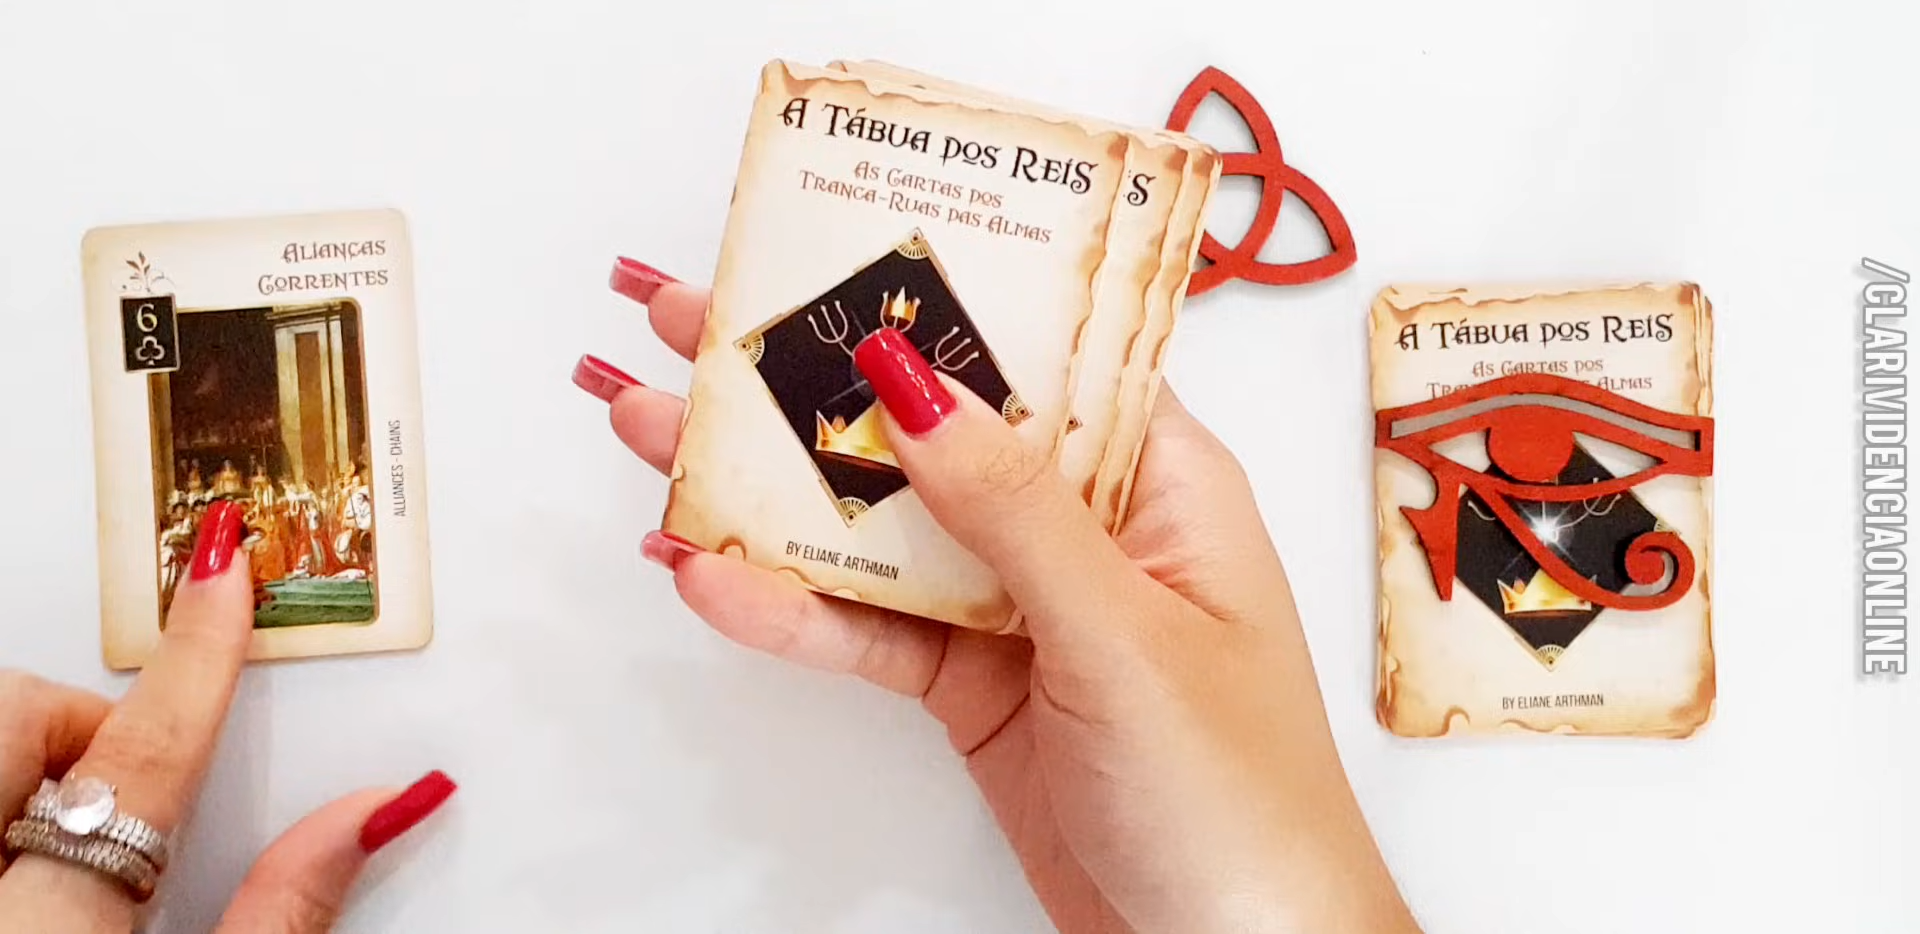 ALIANÇAS
CORRENTES
6
ALLIANCES - CHAINS
A TÁBUA DOS REIS
AS CARTAS DOS
TRANCA-RUAS DAS ALMAS
BY ELIANE ARTHMAN
S
A TÁBUA DOS REIS
AS CARTAS DOS
ALMAS
BY ELIANE ARTHMAN
/CLARIVIDENCIAONLINE